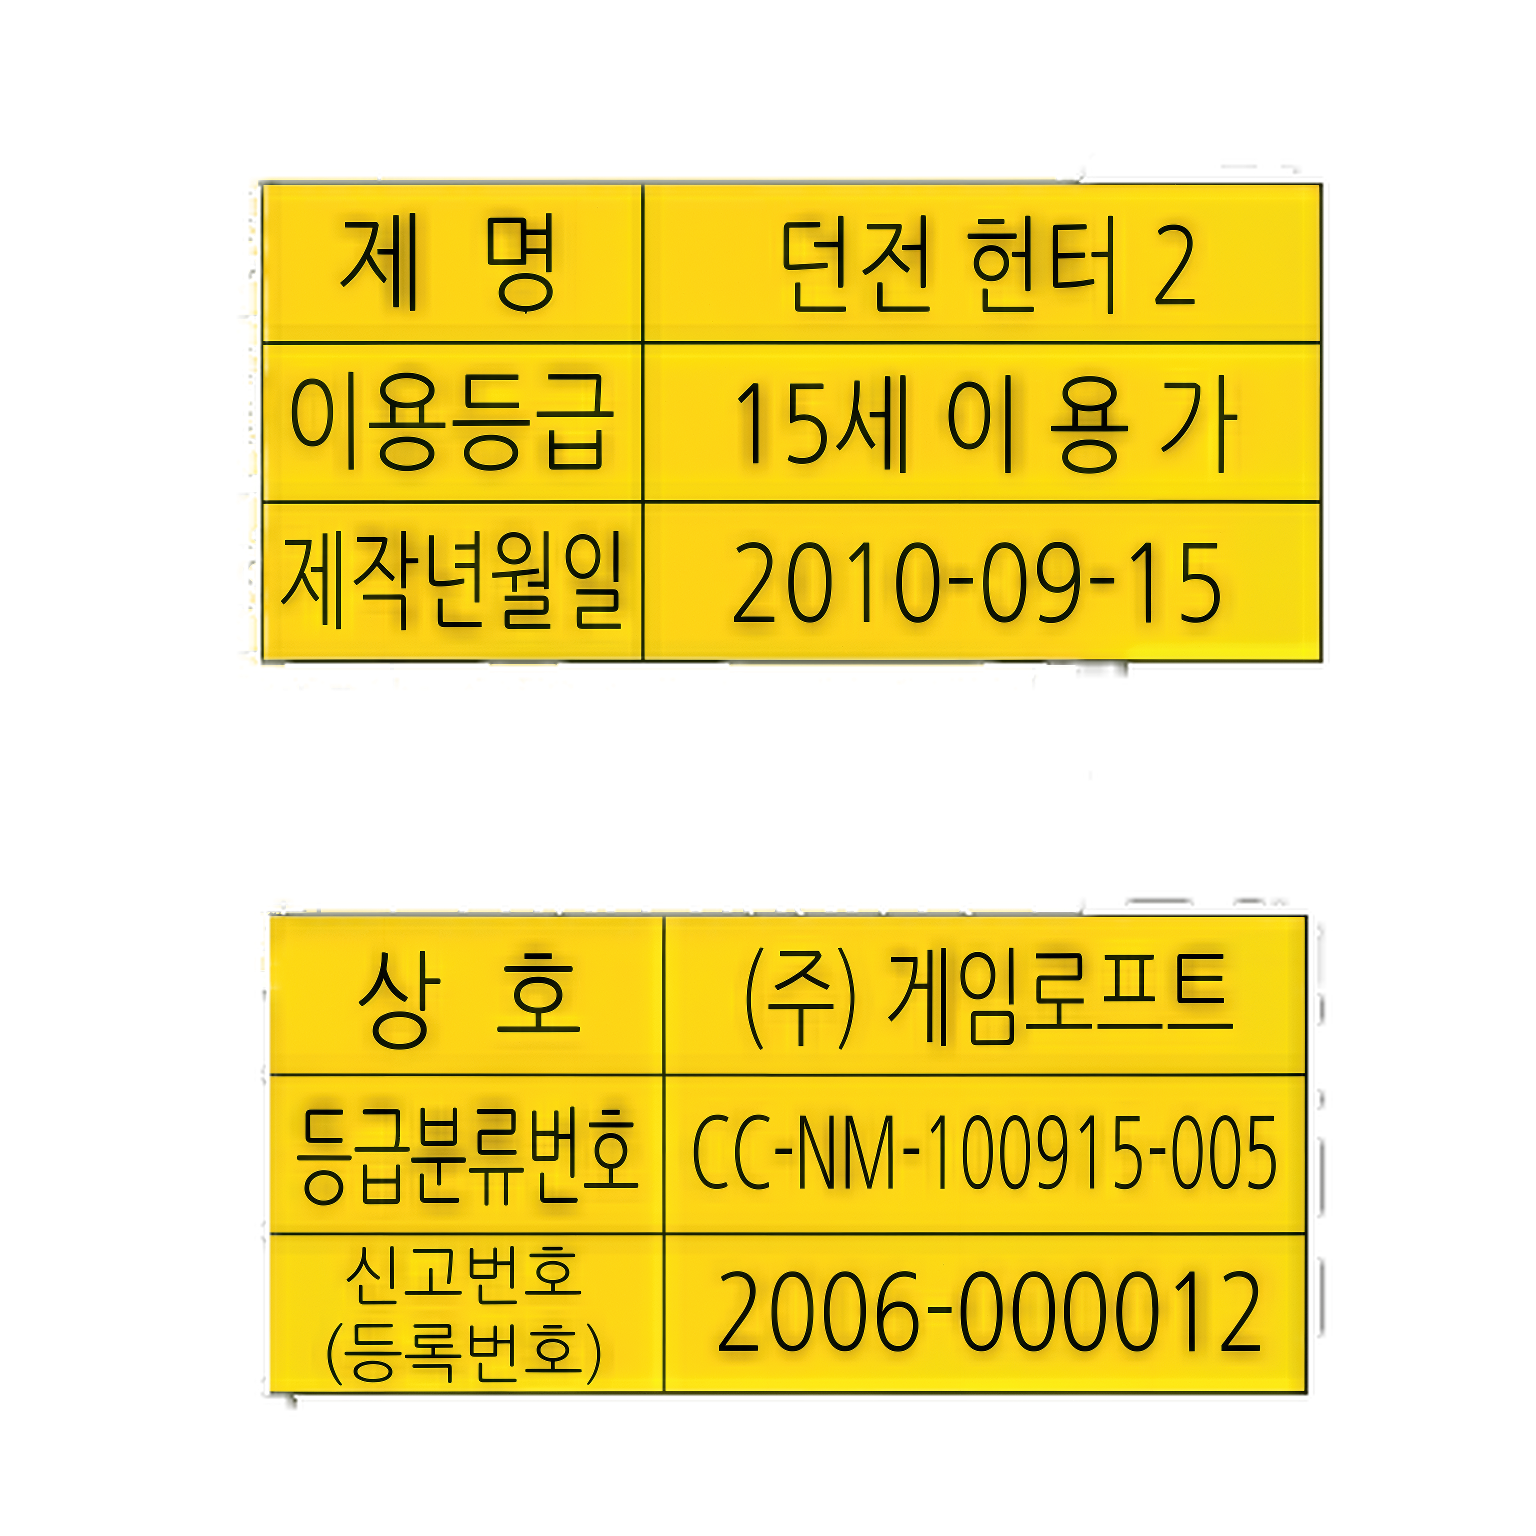 제 명 던전 헌터 2
이용등급 15세 이 용 가
제작년월일 2010-09-15
상 호 (주) 게임로프트
등급분류번호 CC-NM-100915-005
신고번호
(등록번호) 2006-000012